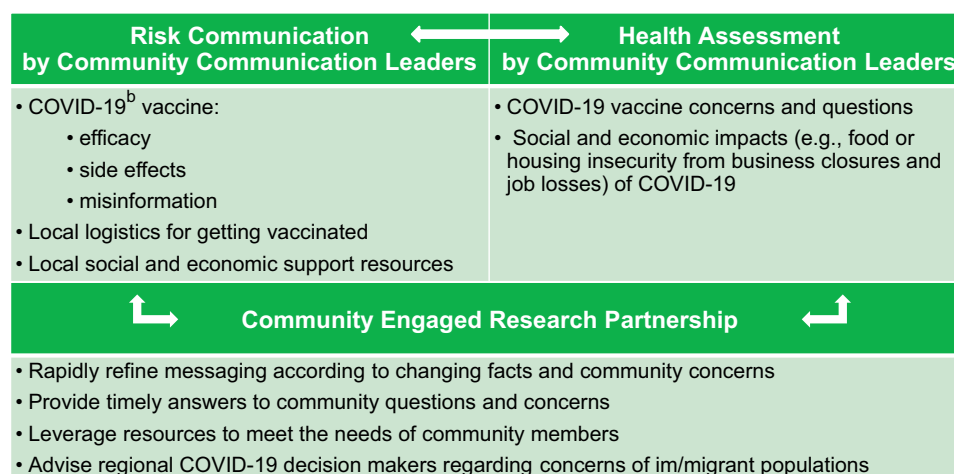 Risk Communication
by Community Communication Leaders
Health Assessment
by Community Communication Leaders
• COVID-19b vaccine:
• efficacy
• side effects
• misinformation
• Local logistics for getting vaccinated
• Local social and economic support resources
• COVID-19 vaccine concerns and questions
• Social and economic impacts (e.g., food or
housing insecurity from business closures and
job losses) of COVID-19
Community Engaged Research Partnership
• Rapidly refine messaging according to changing facts and community concerns
• Provide timely answers to community questions and concerns
• Leverage resources to meet the needs of community members
• Advise regional COVID-19 decision makers regarding concerns of im/migrant populations